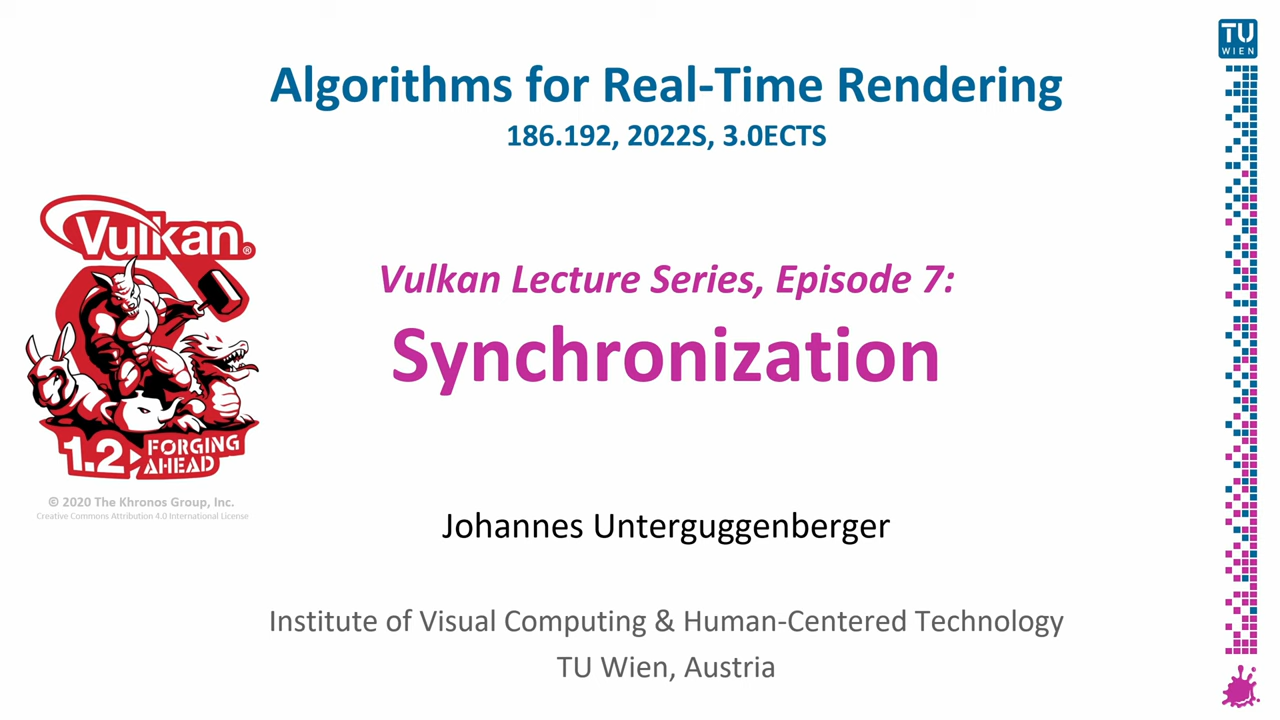 TU
WIEN
Algorithms for Real-Time Rendering
186.192, 2022S, 3.0ECTS
Vulkan®
1.2 FORGING
AHEAD
© 2020 The Khronos Group, Inc.
Creative Commons Attribution 4.0 International License
Vulkan Lecture Series, Episode 7:
Synchronization
Johannes Unterguggenberger
Institute of Visual Computing & Human-Centered Technology
TU Wien, Austria